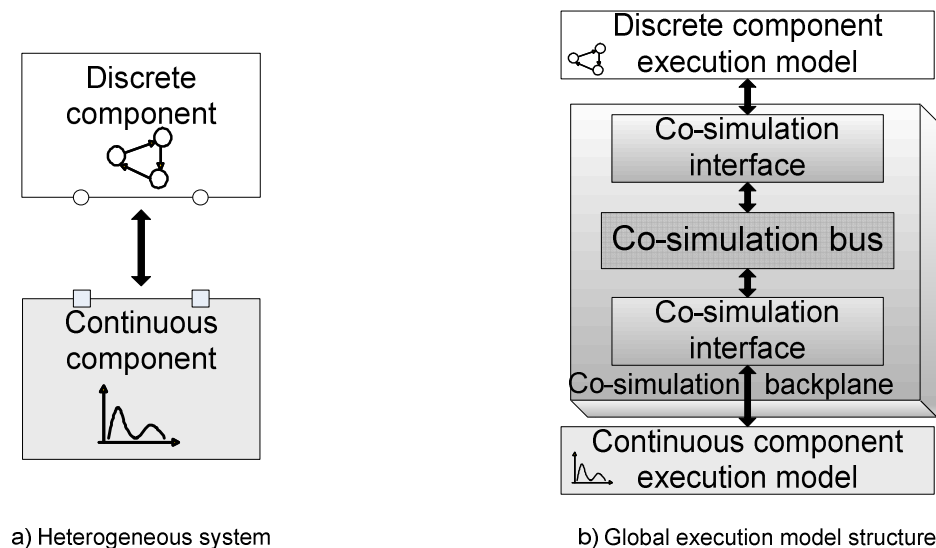 Discrete
component
Continuous
component
a) Heterogeneous system
Discrete component
execution model
Co-simulation
interface
Co-simulation bus
Co-simulation
interface
Co-simulation backplane
Continuous component
execution model
b) Global execution model structure